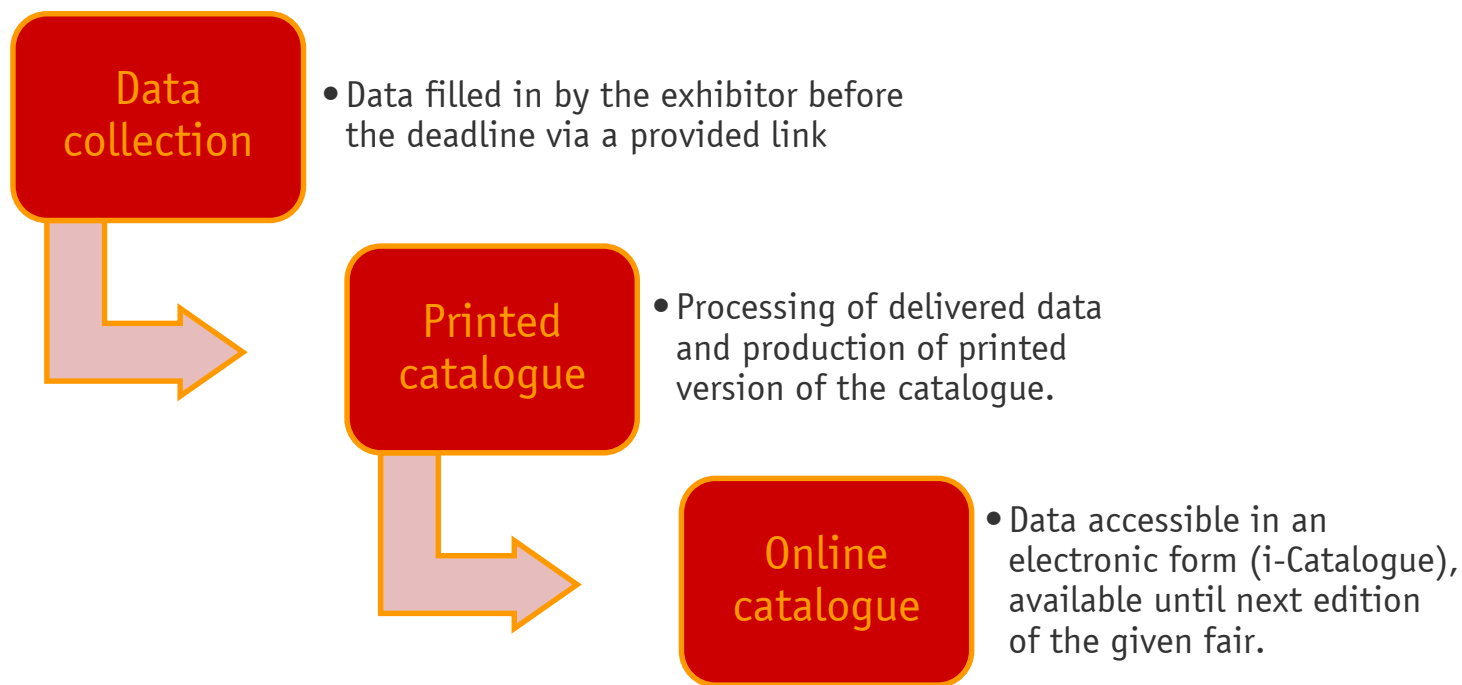 Data
collection
• Data filled in by the exhibitor before
the deadline via a provided link
Printed
catalogue
• Processing of delivered data
and production of printed
version of the catalogue.
Online
catalogue
• Data accessible in an
electronic form (i-Catalogue),
available until next edition
of the given fair.